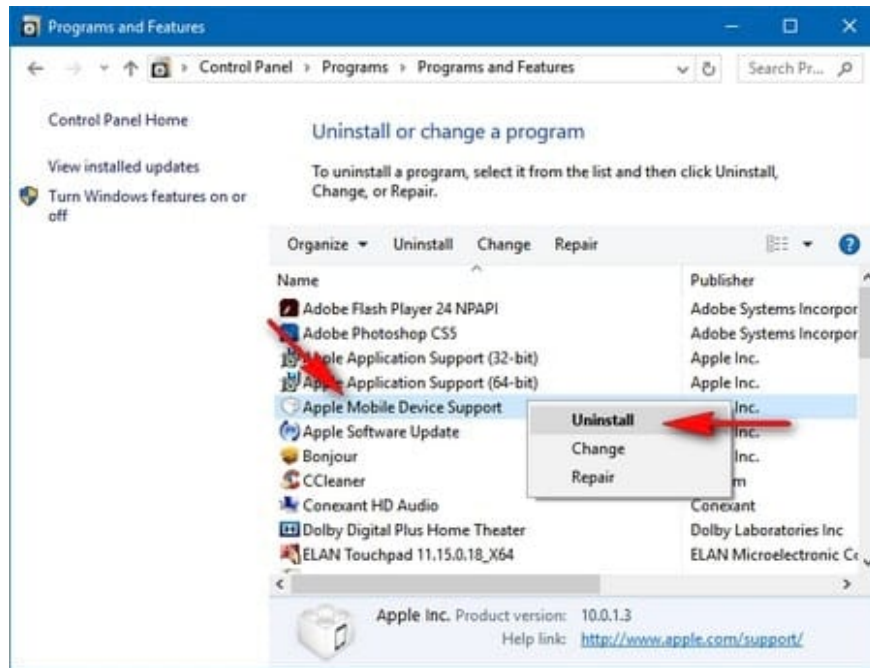 Programs and Features
Control Panel › Programs › Programs and Features
Search Pr...
Control Panel Home
View installed updates
Turn Windows features on or
off
Uninstall or change a program
To uninstall a program, select it from the list and then click Uninstall,
Change, or Repair.
Organize Uninstall Change Repair
Name Publisher
Adobe Flash Player 24 NPAPI Adobe Systems Incorpor
Adobe Photoshop CS5 Adobe Systems Incorpor
Apple Application Support (32-bit) Apple Inc.
Apple Application Support (64-bit) Apple Inc.
Apple Mobile Device Support Inc.
Uninstall
Apple Software Update Inc.
Change
Bonjour Inc.
Repair
CCleaner m
Conexant HD Audio Conexant
Dolby Digital Plus Home Theater Dolby Laboratories Inc
ELAN Touchpad 11.15.0.18_X64 ELAN Microelectronic Co
Apple Inc. Product version: 10.0.1.3
Help link: http://www.apple.com/support/